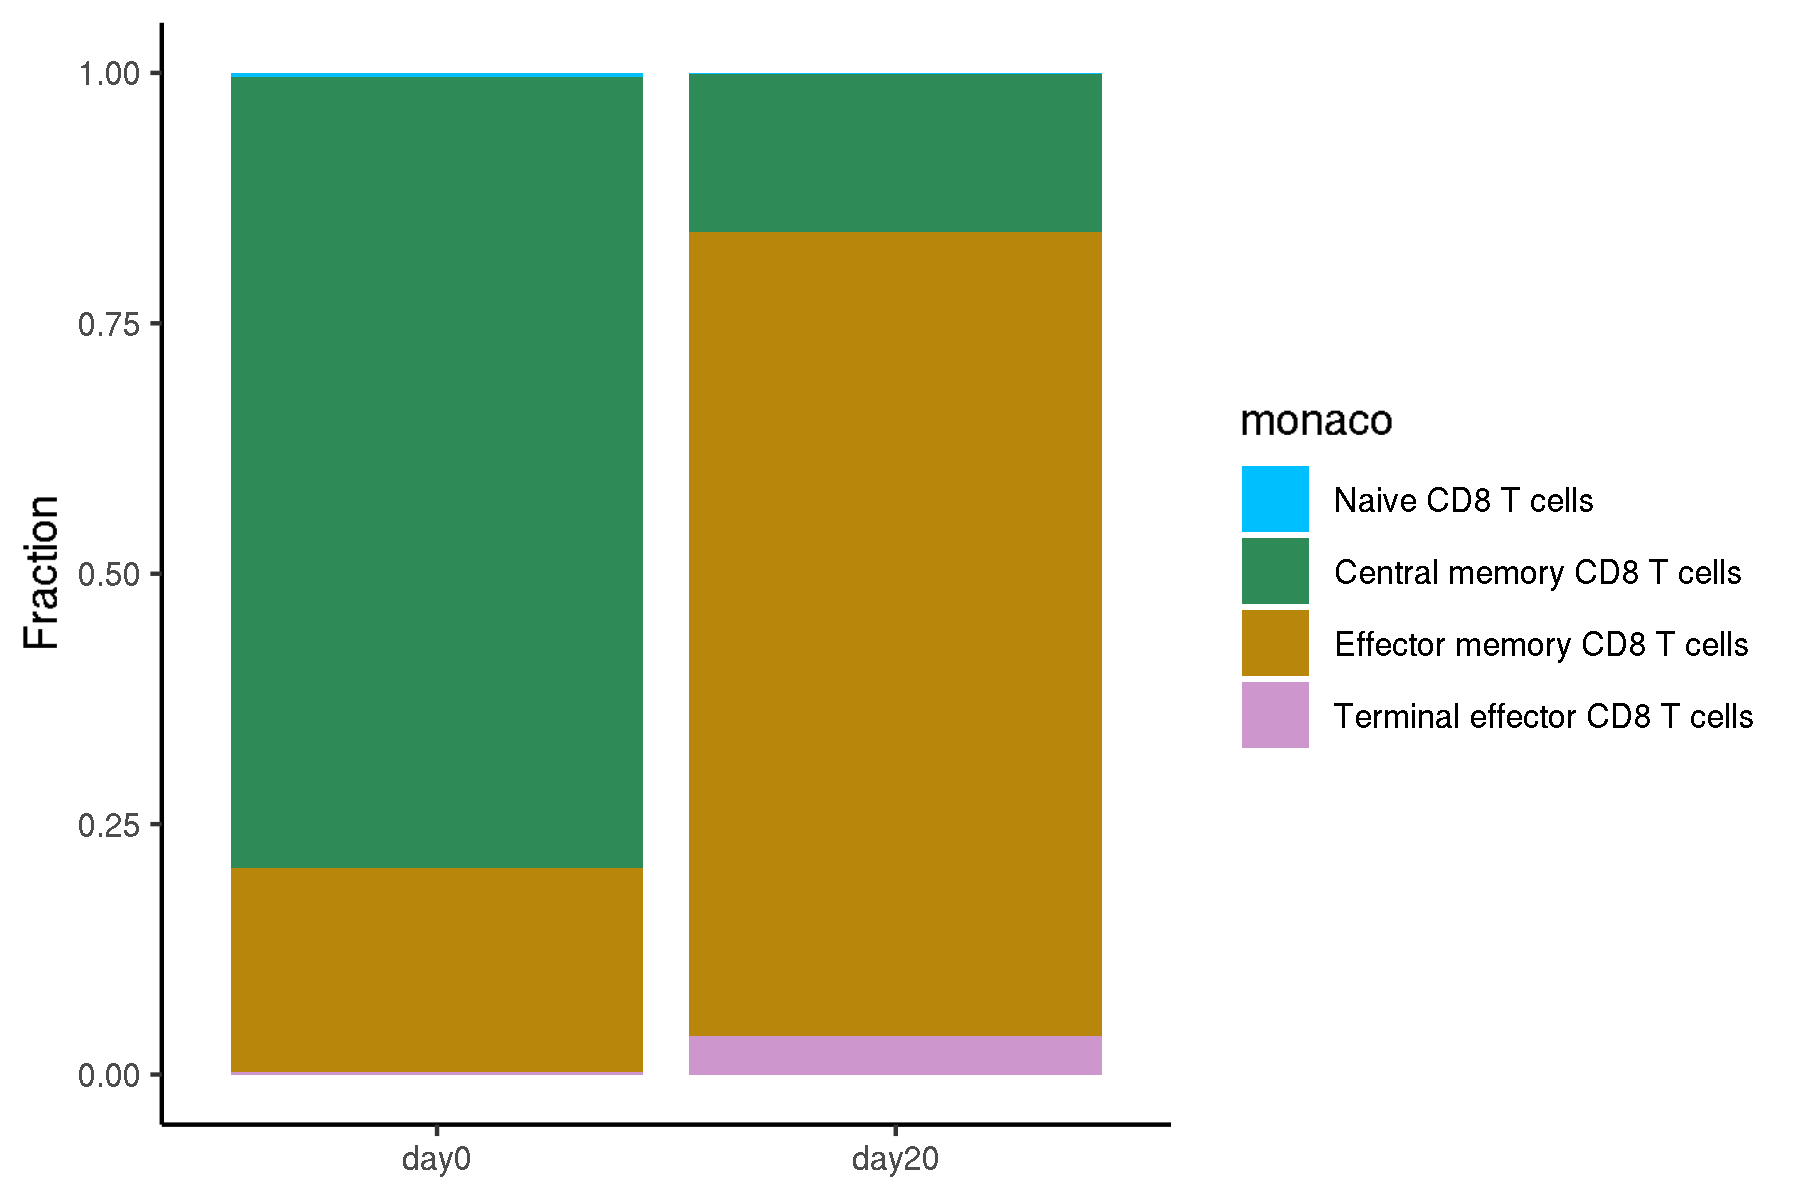 Fraction
1.00
0.75
0.50
0.25
0.00
day0
day20
monaco
Naive CD8 T cells
Central memory CD8 T cells
Effector memory CD8 T cells
Terminal effector CD8 T cells